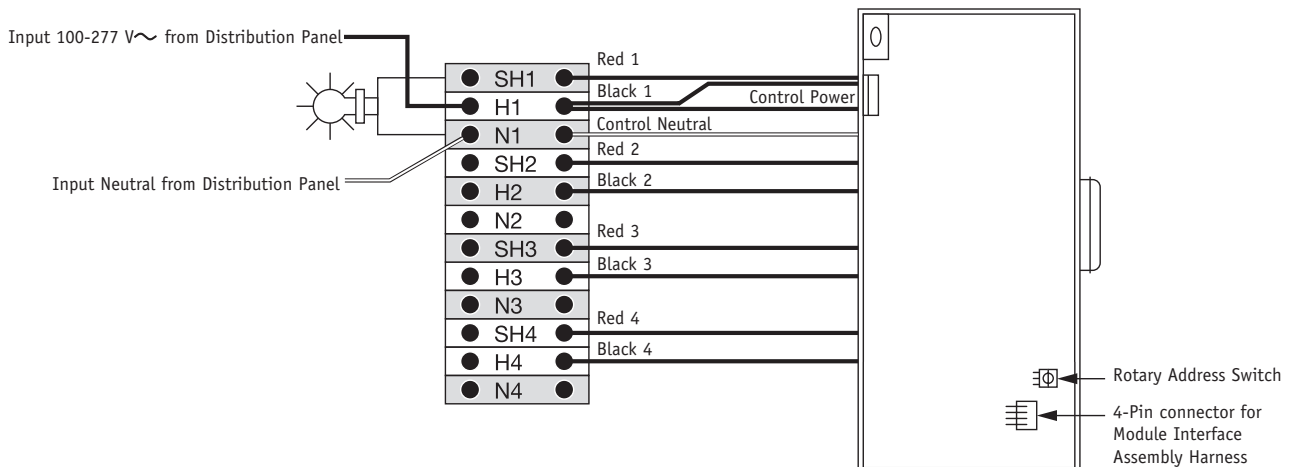 Input 100-277 V~ from Distribution Panel
Input Neutral from Distribution Panel
SH1
H1
N1
SH2
H2
N2
SH3
H3
N3
SH4
H4
N4
Red 1
Black 1
Control Power
Control Neutral
Red 2
Black 2
Red 3
Black 3
Red 4
Black 4
Rotary Address Switch
4-Pin connector for
Module Interface
Assembly Harness